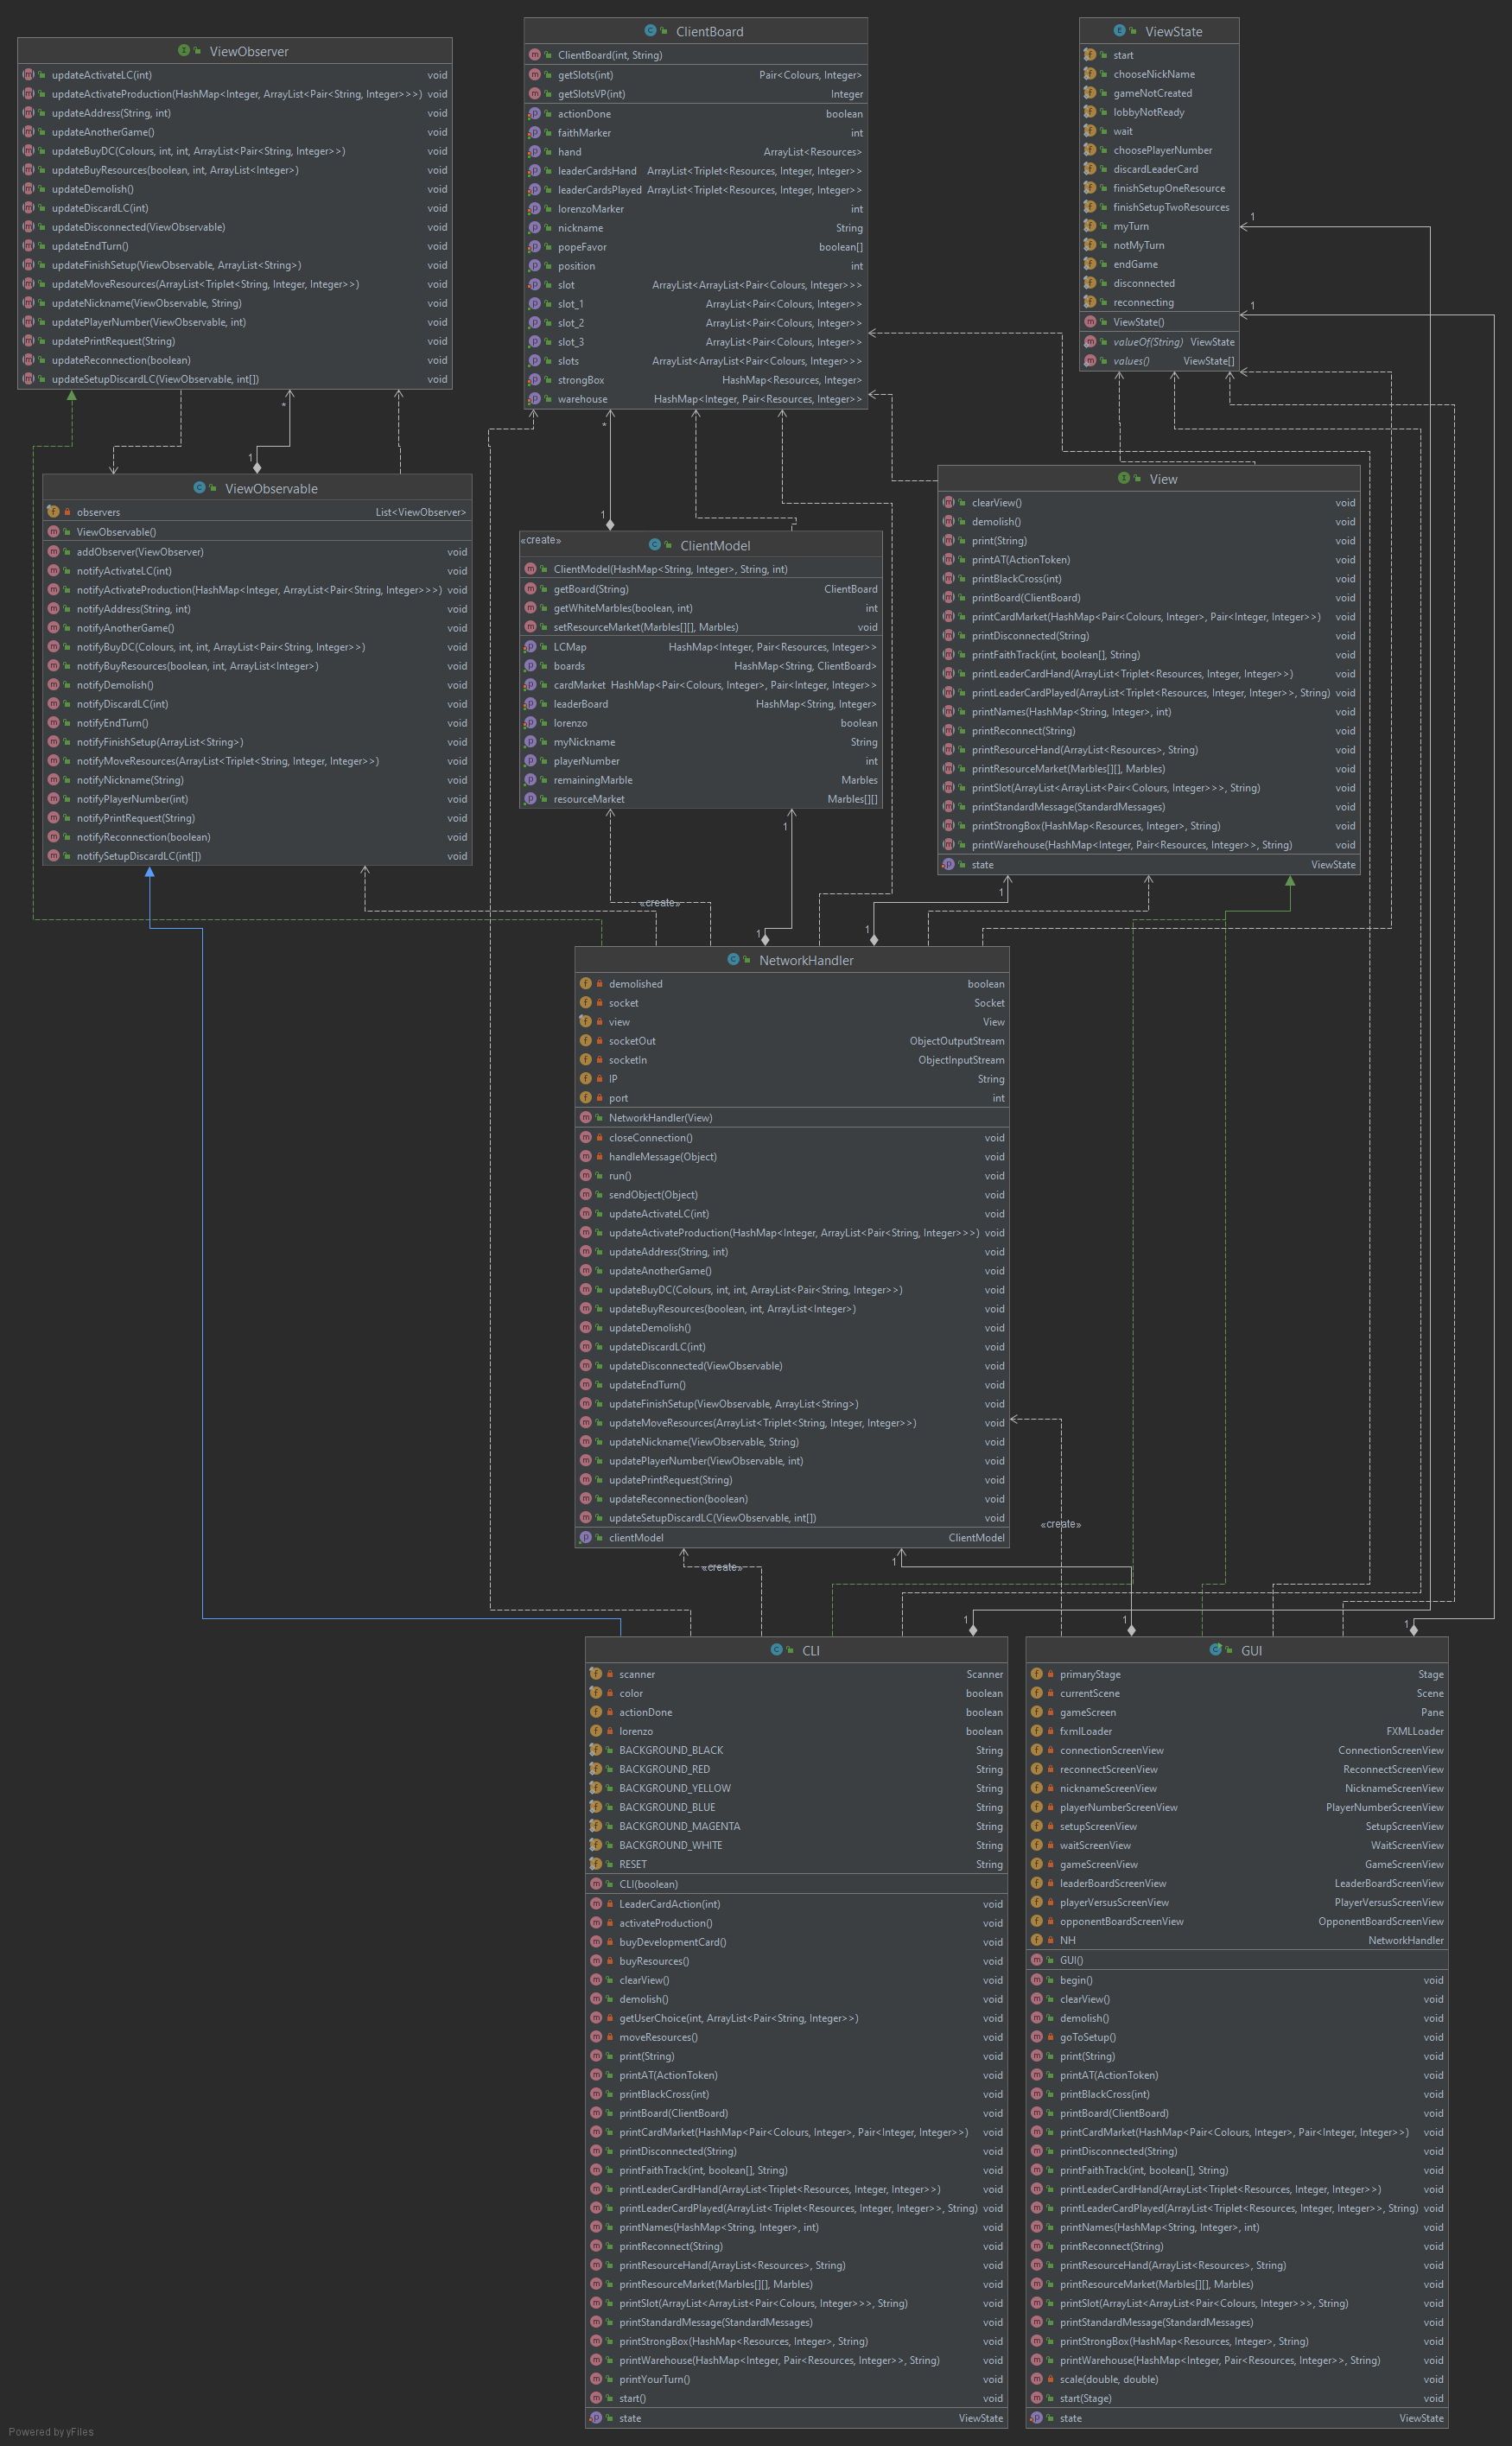 ViewObserver
updateActivateLC(int) void
updateActivateProduction(HashMap<Integer, ArrayList<Pair<String, Integer>>>) void
updateAddress(String, int) void
updateAnotherGame() void
updateBuyDC(Colours, int, int, ArrayList<Pair<String, Integer>>) void
updateBuyResources(boolean, int, ArrayList<Integer>) void
updateDemolish() void
updateDiscardLC(int) void
updateDisconnected(ViewObservable) void
updateEndTurn() void
updateFinishSetup(ViewObservable, ArrayList<String>) void
updateMoveResources(ArrayList<Triplet<String, Integer, Integer>>) void
updateNickname(ViewObservable, String) void
updatePlayerNumber(ViewObservable, int) void
updatePrintRequest(String) void
updateReconnection(boolean) void
updateSetupDiscardLC(ViewObservable, int[]) void
ClientBoard
ClientBoard(int, String)
getSlots(int) Pair<Colours, Integer>
getSlotsVP(int) Integer
actionDone boolean
faithMarker int
hand ArrayList<Resources>
leaderCardsHand ArrayList<Triplet<Resources, Integer, Integer>>
leaderCardsPlayed ArrayList<Triplet<Resources, Integer, Integer>>
lorenzoMarker int
nickname String
popeFavor boolean[]
position int
slot ArrayList<ArrayList<Pair<Colours, Integer>>>
slot_1 ArrayList<Pair<Colours, Integer>>
slot_2 ArrayList<Pair<Colours, Integer>>
slot_3 ArrayList<Pair<Colours, Integer>>
slots ArrayList<ArrayList<Pair<Colours, Integer>>>
strongBox HashMap<Resources, Integer>
warehouse HashMap<Integer, Pair<Resources, Integer>>
ViewState
start
chooseNickName
gameNotCreated
lobbyNotReady
wait
choosePlayerNumber
discardLeaderCard
finishSetupOneResource
finishSetupTwoResources
myTurn
notMyTurn
endGame
disconnected
reconnecting
ViewState()
valueOf(String) ViewState
values() ViewState[]
1
1
*
1
*
1
ViewObservable
observers List<ViewObserver>
ViewObservable()
addObserver(ViewObserver) void
notifyActivateLC(int) void
notifyActivateProduction(HashMap<Integer, ArrayList<Pair<String, Integer>>>) void
notifyAddress(String, int) void
notifyAnotherGame() void
notifyBuyDC(Colours, int, int, ArrayList<Pair<String, Integer>>) void
notifyBuyResources(boolean, int, ArrayList<Integer>) void
notifyDemolish() void
notifyDiscardLC(int) void
notifyEndTurn() void
notifyFinishSetup(ArrayList<String>) void
notifyMoveResources(ArrayList<Triplet<String, Integer, Integer>>) void
notifyNickname(String) void
notifyPlayerNumber(int) void
notifyPrintRequest(String) void
notifyReconnection(boolean) void
notifySetupDiscardLC(int[]) void
«create»
ClientModel
ClientModel(HashMap<String, Integer>, String, int)
getBoard(String) ClientBoard
getWhiteMarbles(boolean, int) int
setResourceMarket(Marbles[][], Marbles) void
LCMap HashMap<Integer, Pair<Resources, Integer>>
boards HashMap<String, ClientBoard>
cardMarket HashMap<Pair<Colours, Integer>, Pair<Integer, Integer>>
leaderBoard HashMap<String, Integer>
lorenzo boolean
myNickname String
playerNumber int
remainingMarble Marbles
resourceMarket Marbles[][]
View
clearView() void
demolish() void
print(String) void
printAT(ActionToken) void
printBlackCross(int) void
printBoard(ClientBoard) void
printCardMarket(HashMap<Pair<Colours, Integer>, Pair<Integer, Integer>>) void
printDisconnected(String) void
printFaithTrack(int, boolean[], String) void
printLeaderCardHand(ArrayList<Triplet<Resources, Integer, Integer>>) void
printLeaderCardPlayed(ArrayList<Triplet<Resources, Integer, Integer>>, String) void
printNames(HashMap<String, Integer>, int) void
printReconnect(String) void
printResourceHand(ArrayList<Resources>, String) void
printResourceMarket(Marbles[][], Marbles) void
printSlot(ArrayList<ArrayList<Pair<Colours, Integer>>>, String) void
printStandardMessage(StandardMessages) void
printStrongBox(HashMap<Resources, Integer>, String) void
printWarehouse(HashMap<Integer, Pair<Resources, Integer>>, String) void
state ViewState
1
1
«create»
1
1
NetworkHandler
demolished boolean
socket Socket
view View
socketOut ObjectOutputStream
socketIn ObjectInputStream
IP String
port int
NetworkHandler(View)
closeConnection() void
handleMessage(Object) void
run() void
sendObject(Object) void
updateActivateLC(int) void
updateActivateProduction(HashMap<Integer, ArrayList<Pair<String, Integer>>>) void
updateAddress(String, int) void
updateAnotherGame() void
updateBuyDC(Colours, int, int, ArrayList<Pair<String, Integer>>) void
updateBuyResources(boolean, int, ArrayList<Integer>) void
updateDemolish() void
updateDiscardLC(int) void
updateDisconnected(ViewObservable) void
updateEndTurn() void
updateFinishSetup(ViewObservable, ArrayList<String>) void
updateMoveResources(ArrayList<Triplet<String, Integer, Integer>>) void
updateNickname(ViewObservable, String) void
updatePlayerNumber(ViewObservable, int) void
updatePrintRequest(String) void
updateReconnection(boolean) void
updateSetupDiscardLC(ViewObservable, int[]) void
clientModel ClientModel
«create»
«create»
1
1
1
1
CLI
scanner Scanner
color boolean
actionDone boolean
lorenzo boolean
BACKGROUND_BLACK String
BACKGROUND_RED String
BACKGROUND_YELLOW String
BACKGROUND_BLUE String
BACKGROUND_MAGENTA String
BACKGROUND_WHITE String
RESET String
CLI(boolean)
LeaderCardAction(int) void
activateProduction() void
buyDevelopmentCard() void
buyResources() void
clearView() void
demolish() void
getUserChoice(int, ArrayList<Pair<String, Integer>>) void
moveResources() void
print(String) void
printAT(ActionToken) void
printBlackCross(int) void
printBoard(ClientBoard) void
printCardMarket(HashMap<Pair<Colours, Integer>, Pair<Integer, Integer>>) void
printDisconnected(String) void
printFaithTrack(int, boolean[], String) void
printLeaderCardHand(ArrayList<Triplet<Resources, Integer, Integer>>) void
printLeaderCardPlayed(ArrayList<Triplet<Resources, Integer, Integer>>, String) void
printNames(HashMap<String, Integer>, int) void
printReconnect(String) void
printResourceHand(ArrayList<Resources>, String) void
printResourceMarket(Marbles[][], Marbles) void
printSlot(ArrayList<ArrayList<Pair<Colours, Integer>>>, String) void
printStandardMessage(StandardMessages) void
printStrongBox(HashMap<Resources, Integer>, String) void
printWarehouse(HashMap<Integer, Pair<Resources, Integer>>, String) void
printYourTurn() void
start() void
state ViewState
GUI
primaryStage Stage
currentScene Scene
gameScreen Pane
fxmlLoader FXMLLoader
connectionScreenView ConnectionScreenView
reconnectScreenView ReconnectScreenView
nicknameScreenView NicknameScreenView
playerNumberScreenView PlayerNumberScreenView
setupScreenView SetupScreenView
waitScreenView WaitScreenView
gameScreenView GameScreenView
leaderBoardScreenView LeaderBoardScreenView
playerVersusScreenView PlayerVersusScreenView
opponentBoardScreenView OpponentBoardScreenView
NH NetworkHandler
GUI()
begin() void
clearView() void
demolish() void
goToSetup() void
print(String) void
printAT(ActionToken) void
printBlackCross(int) void
printBoard(ClientBoard) void
printCardMarket(HashMap<Pair<Colours, Integer>, Pair<Integer, Integer>>) void
printDisconnected(String) void
printFaithTrack(int, boolean[], String) void
printLeaderCardHand(ArrayList<Triplet<Resources, Integer, Integer>>) void
printLeaderCardPlayed(ArrayList<Triplet<Resources, Integer, Integer>>, String) void
printNames(HashMap<String, Integer>, int) void
printReconnect(String) void
printResourceHand(ArrayList<Resources>, String) void
printResourceMarket(Marbles[][], Marbles) void
printSlot(ArrayList<ArrayList<Pair<Colours, Integer>>>, String) void
printStandardMessage(StandardMessages) void
printStrongBox(HashMap<Resources, Integer>, String) void
printWarehouse(HashMap<Integer, Pair<Resources, Integer>>, String) void
scale(double, double) void
start(Stage) void
state ViewState
Powered by yFiles